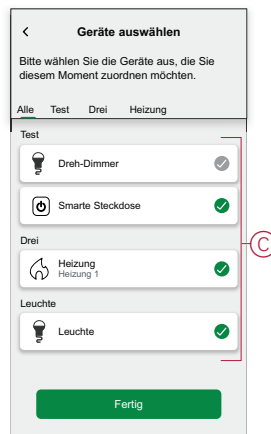 Geräte auswählen
Bitte wählen Sie die Geräte aus, die Sie
diesem Moment zuordnen möchten.
Alle Test Drei Heizung
Test
Dreh-Dimmer
Smarte Steckdose
Drei
Heizung
Heizung 1
Leuchte
Leuchte
Fertig
C